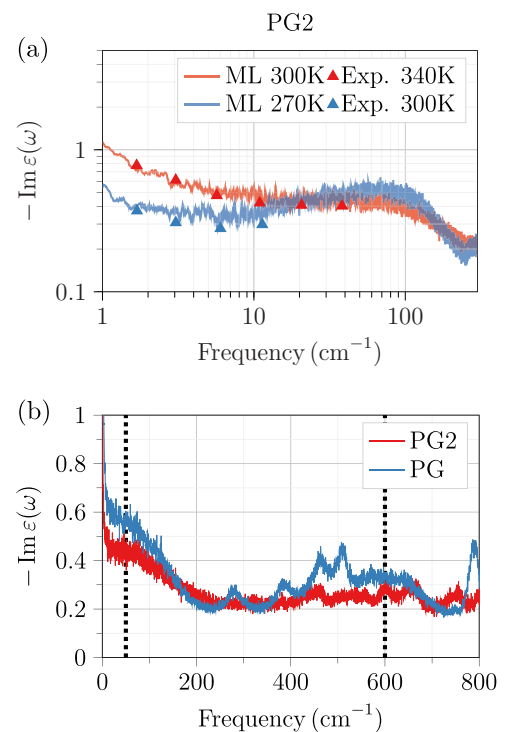 PG2
(a)
ML 300K Exp. 340K
ML 270K Exp. 300K
− Im ε(ω)
1
0.1
1 10 100
Frequency (cm⁻¹)
(b)
PG2
PG
− Im ε(ω)
1
0.8
0.6
0.4
0.2
0
0 200 400 600 800
Frequency (cm⁻¹)